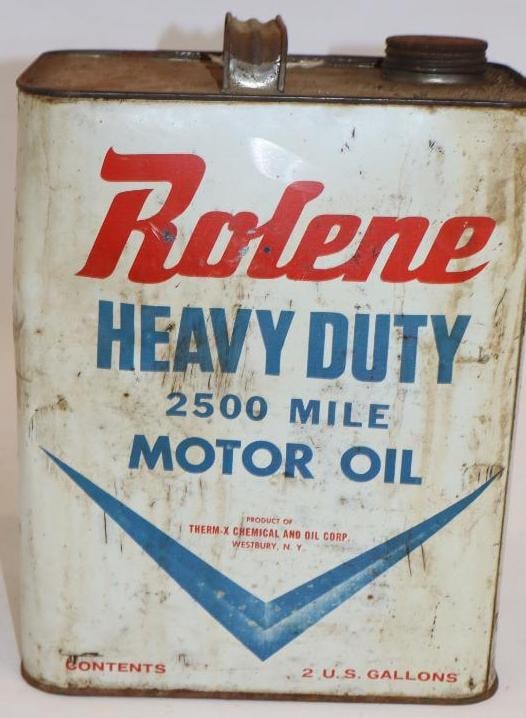 Rolene
HEAVY DUTY
2500 MILE
MOTOR OIL
PRODUCT OF
THERM-X CHEMICAL AND OIL CORP.
WESTBURY, N. Y.
CONTENTS 2 U.S. GALLONS